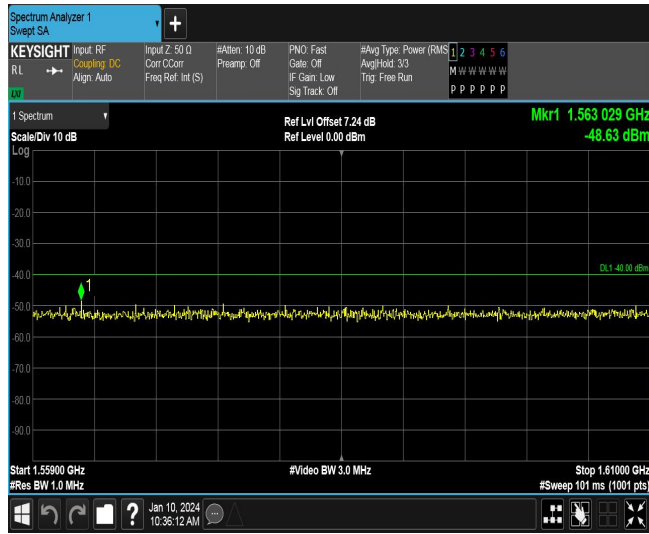 Spectrum Analyzer 1
Swept SA
+
KEYSIGHT
RL
LXI
Input: RF
Coupling: DC
Align: Auto
Input Z: 50 Ω
Corr CCorr
Freq Ref: Int (S)
#Atten: 10 dB
Preamp: Off
PNO: Fast
Gate: Off
IF Gain: Low
Sig Track: Off
#Avg Type: Power (RMS
Avg|Hold: 3/3
Trig: Free Run
1 2 3 4 5 6
M W W W W W
P P P P P P
1 Spectrum
Scale/Div 10 dB
Log
Ref Lvl Offset 7.24 dB
Ref Level 0.00 dBm
Mkr1 1.563 029 GHz
-48.63 dBm
-10.0
-20.0
-30.0
-40.0
DL1 -40.00 dBm
1
-50.0
-60.0
-70.0
-80.0
-90.0
Start 1.55900 GHz
#Res BW 1.0 MHz
#Video BW 3.0 MHz
Stop 1.61000 GHz
#Sweep 101 ms (1001 pts)
?
Jan 10, 2024
10:36:12 AM